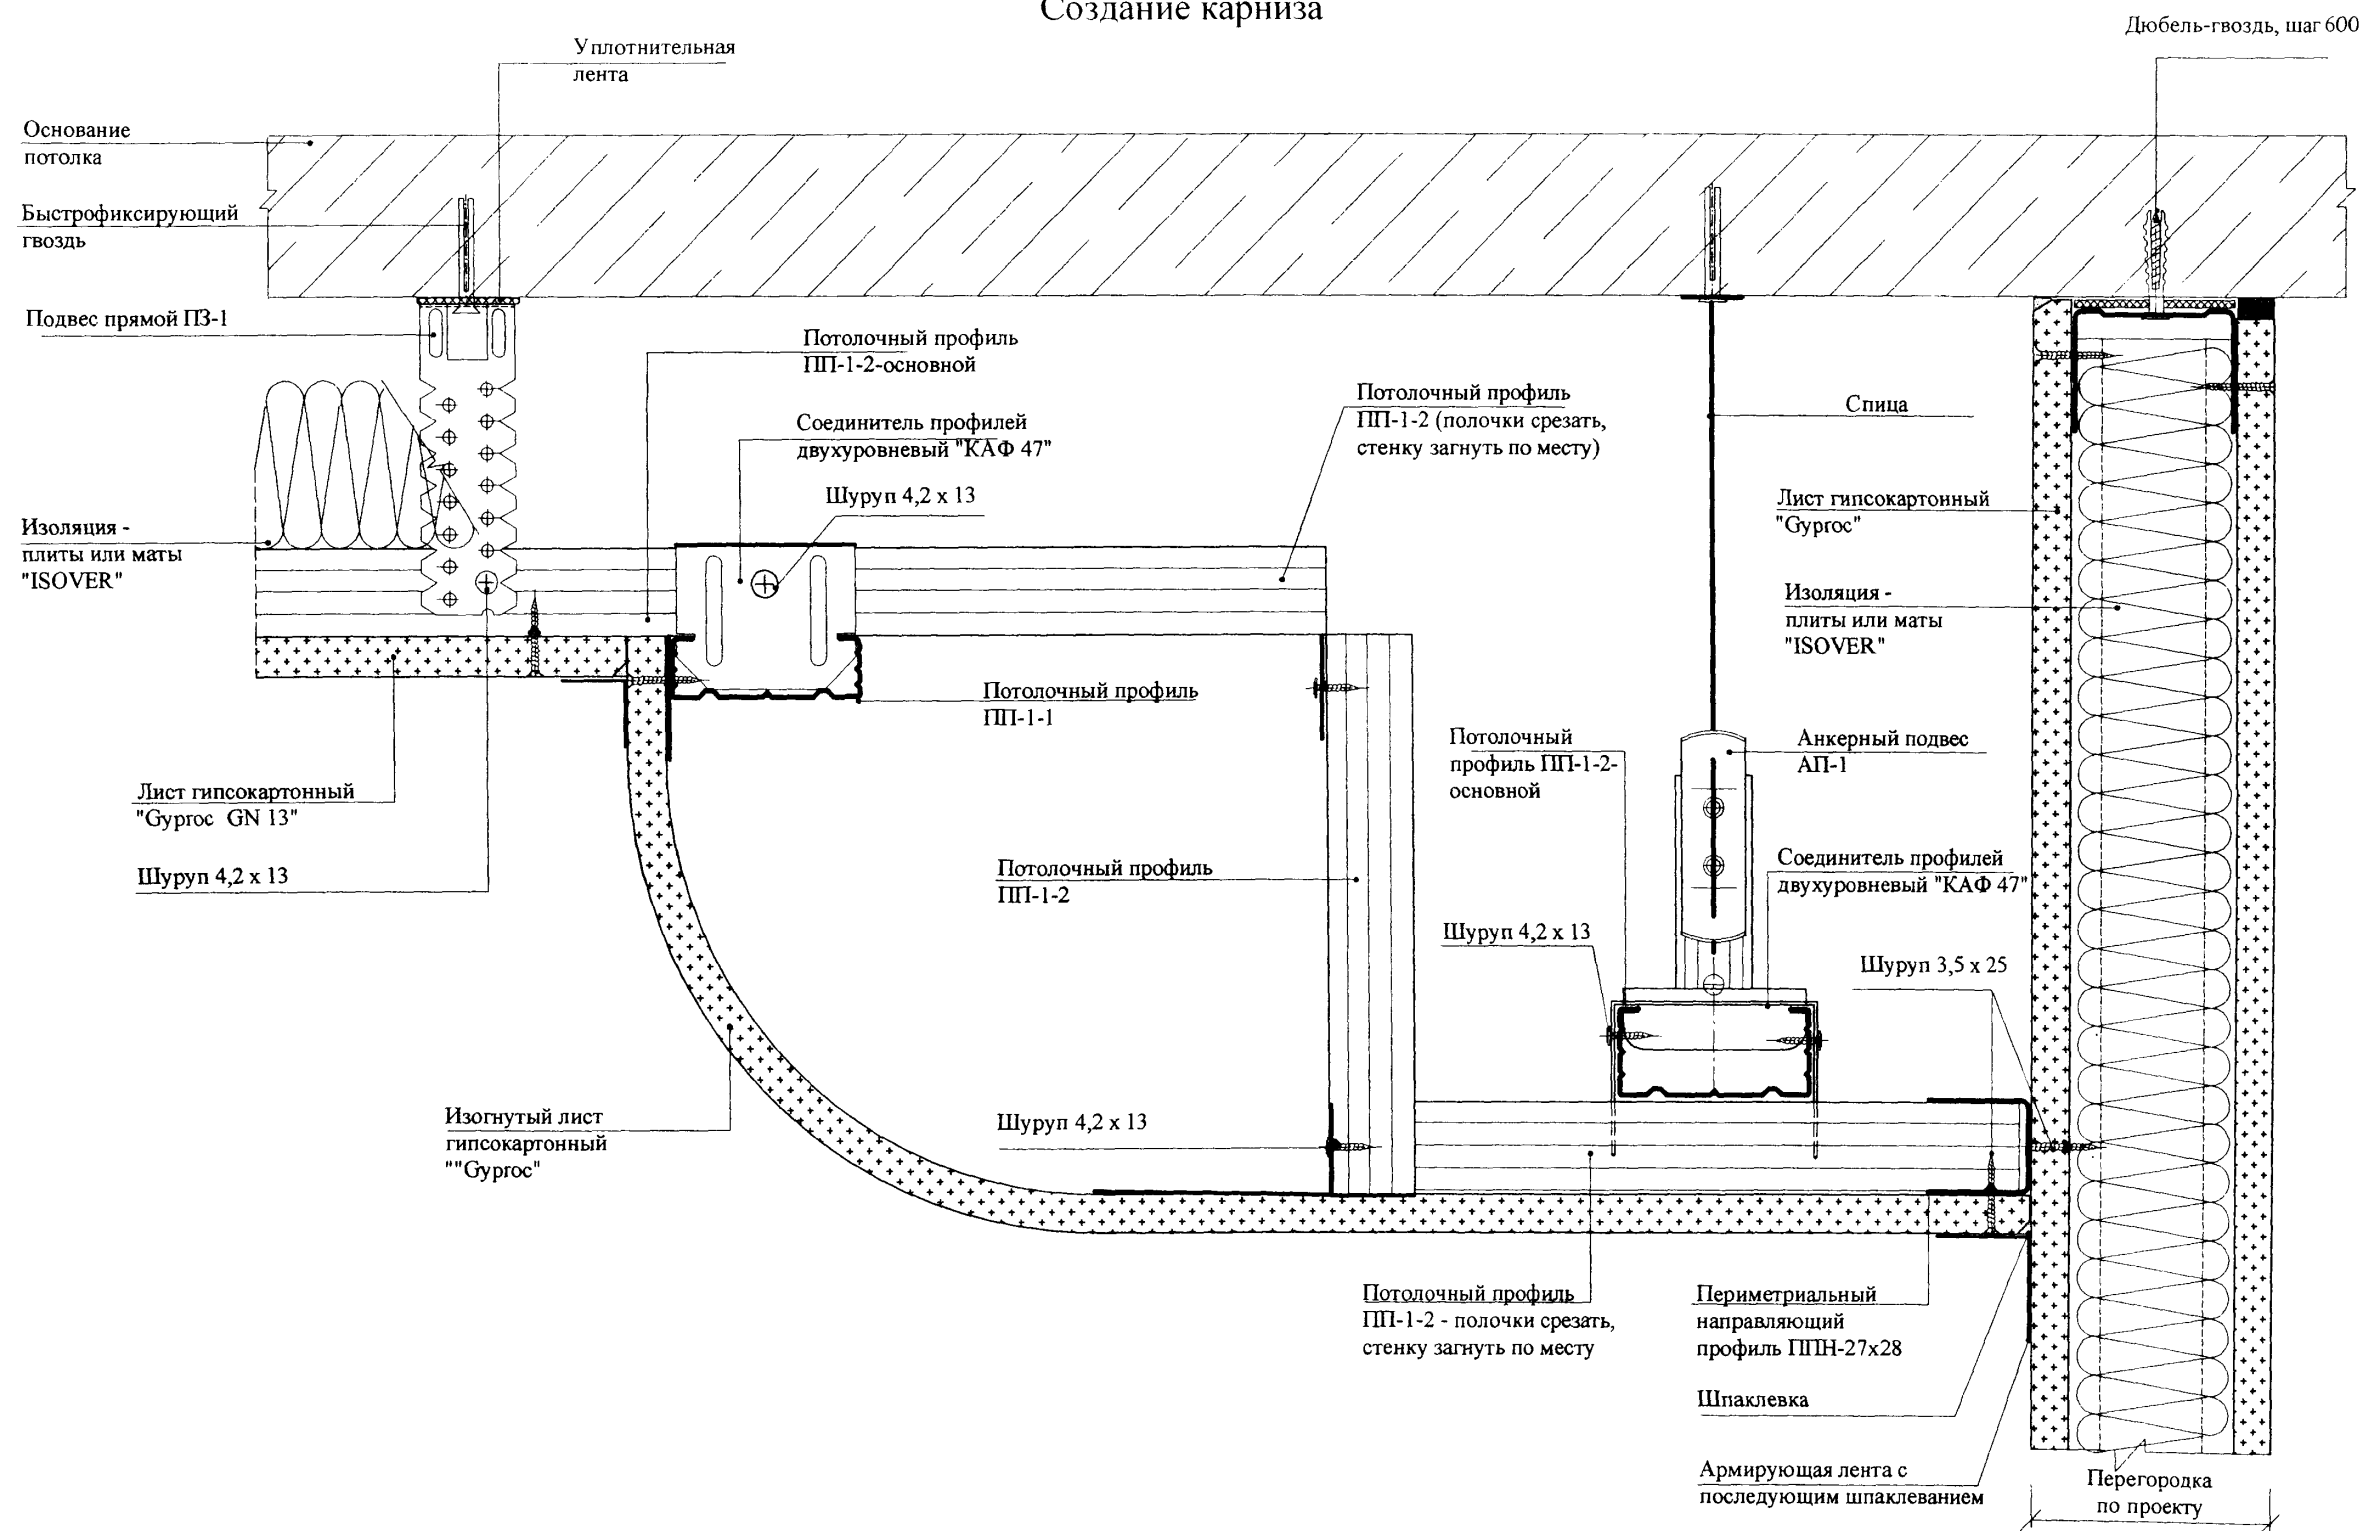 Создание карниза
Дюбель-гвоздь, шаг 600
Уплотнительная
лента
Основание
потолка
Быстрофиксирующий
гвоздь
Подвес прямой ПЗ-1
Потолочный профиль
ПП-1-2-основной
Соединитель профилей
двухуровневый "КАФ 47"
Шуруп 4,2 х 13
Потолочный профиль
ПП-1-2 (полочки срезать,
стенку загнуть по месту)
Спица
Лист гипсокартонный
"Gyproc"
Изоляция -
плиты или маты
"ISOVER"
Изоляция -
плиты или маты
"ISOVER"
Потолочный профиль
ПП-1-1
Потолочный
профиль ПП-1-2-
основной
Анкерный подвес
АП-1
Лист гипсокартонный
"Gyproc GN 13"
Шуруп 4,2 х 13
Потолочный профиль
ПП-1-2
Соединитель профилей
двухуровневый "КАФ 47"
Шуруп 4,2 х 13
Шуруп 3,5 х 25
Изогнутый лист
гипсокартонный
""Gyproc"
Шуруп 4,2 х 13
Потолочный профиль
ПП-1-2 - полочки срезать,
стенку загнуть по месту
Периметриальный
направляющий
профиль ППН-27х28
Шпаклевка
Армирующая лента с
последующим шпаклеванием
Перегородка
по проекту